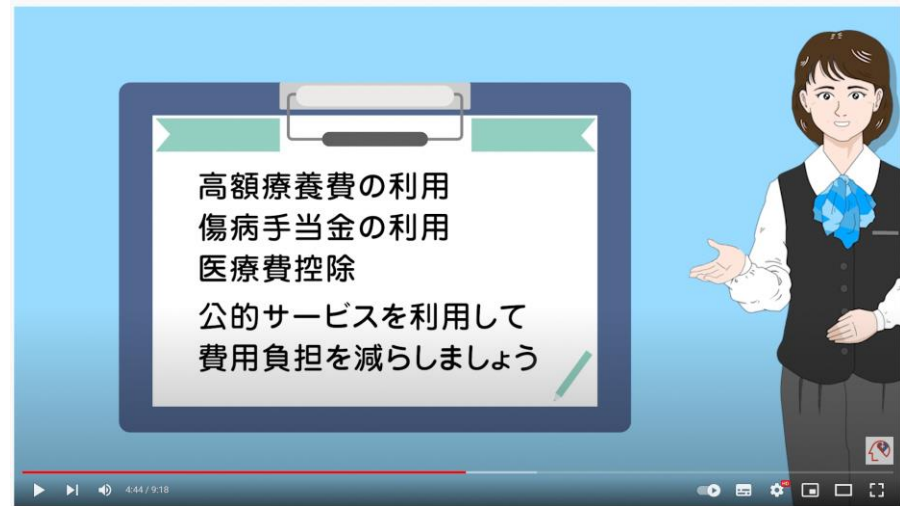 高額療養費の利用
傷病手当金の利用
医療費控除
公的サービスを利用して
費用負担を減らしましょう
4:44 / 9:18
HD